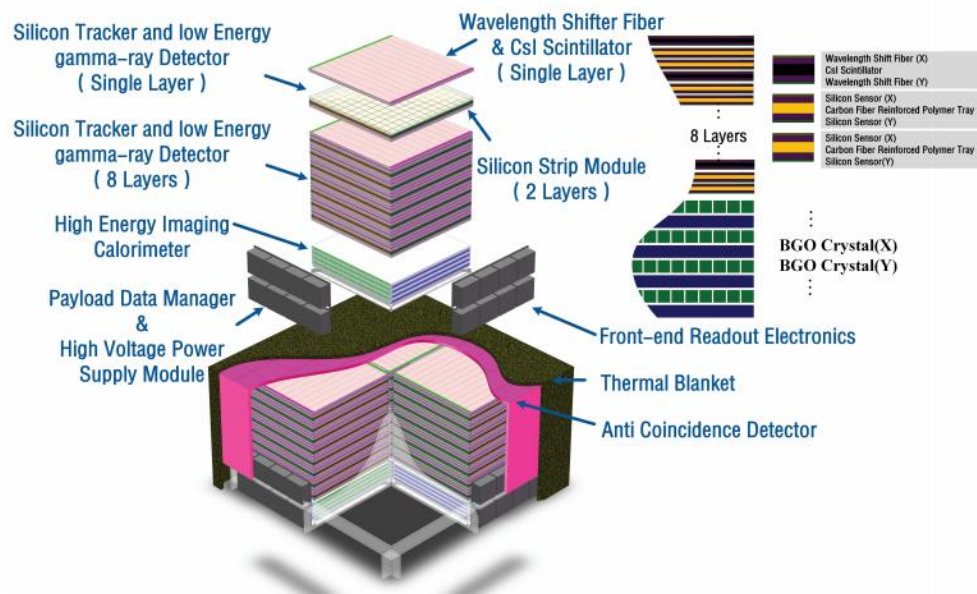 Silicon Tracker and low Energy
gamma-ray Detector
( Single Layer )
Wavelength Shifter Fiber
& CsI Scintillator
( Single Layer )
Silicon Tracker and low Energy
gamma-ray Detector
( 8 Layers )
Silicon Strip Module
( 2 Layers )
High Energy Imaging
Calorimeter
Payload Data Manager
&
High Voltage Power
Supply Module
Front-end Readout Electronics
Thermal Blanket
Anti Coincidence Detector
8 Layers
Wavelength Shift Fiber (X)
CsI Scintillator
Wavelength Shift Fiber (Y)
Silicon Sensor (X)
Carbon Fiber Reinforced Polymer Tray
Silicon Sensor (Y)
Silicon Sensor (X)
Carbon Fiber Reinforced Polymer Tray
Silicon Sensor(Y)
BGO Crystal(X)
BGO Crystal(Y)